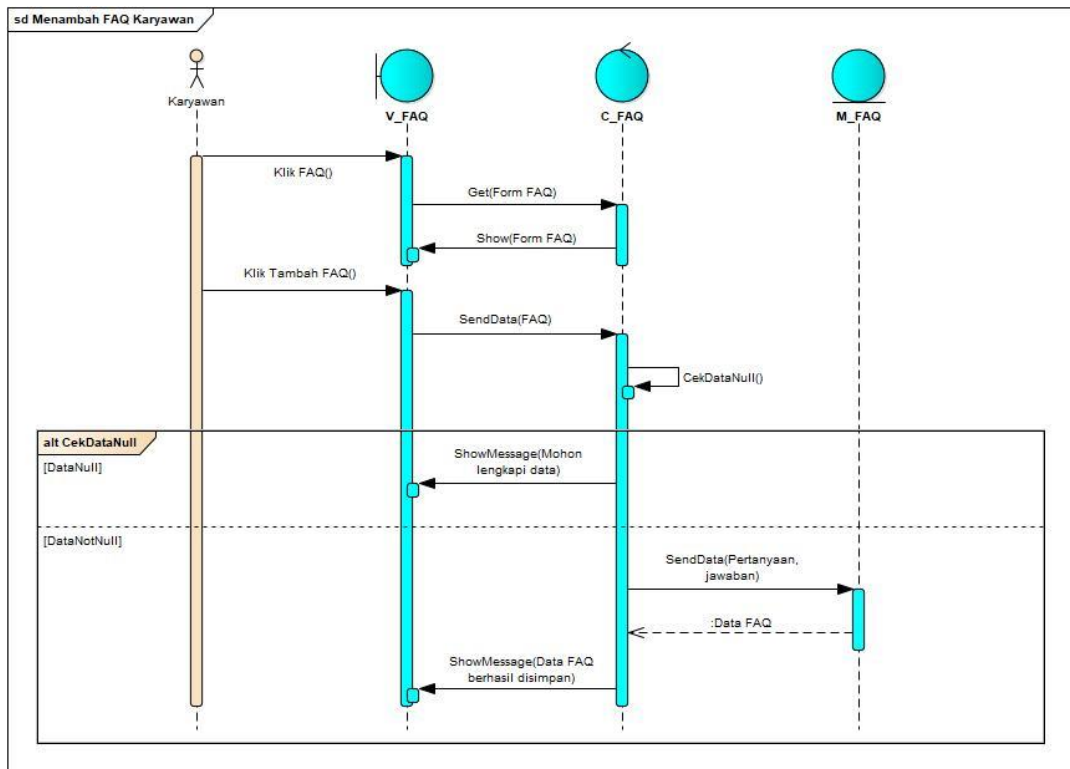 sd Menambah FAQ Karyawan
Karyawan
V_FAQ
C_FAQ
M_FAQ
Klik FAQ()
Get(Form FAQ)
Show(Form FAQ)
Klik Tambah FAQ()
SendData(FAQ)
CekDataNull()
alt CekDataNull
[DataNull]
ShowMessage(Mohon
lengkapi data)
[DataNotNull]
SendData(Pertanyaan,
jawaban)
:Data FAQ
ShowMessage(Data FAQ
berhasil disimpan)